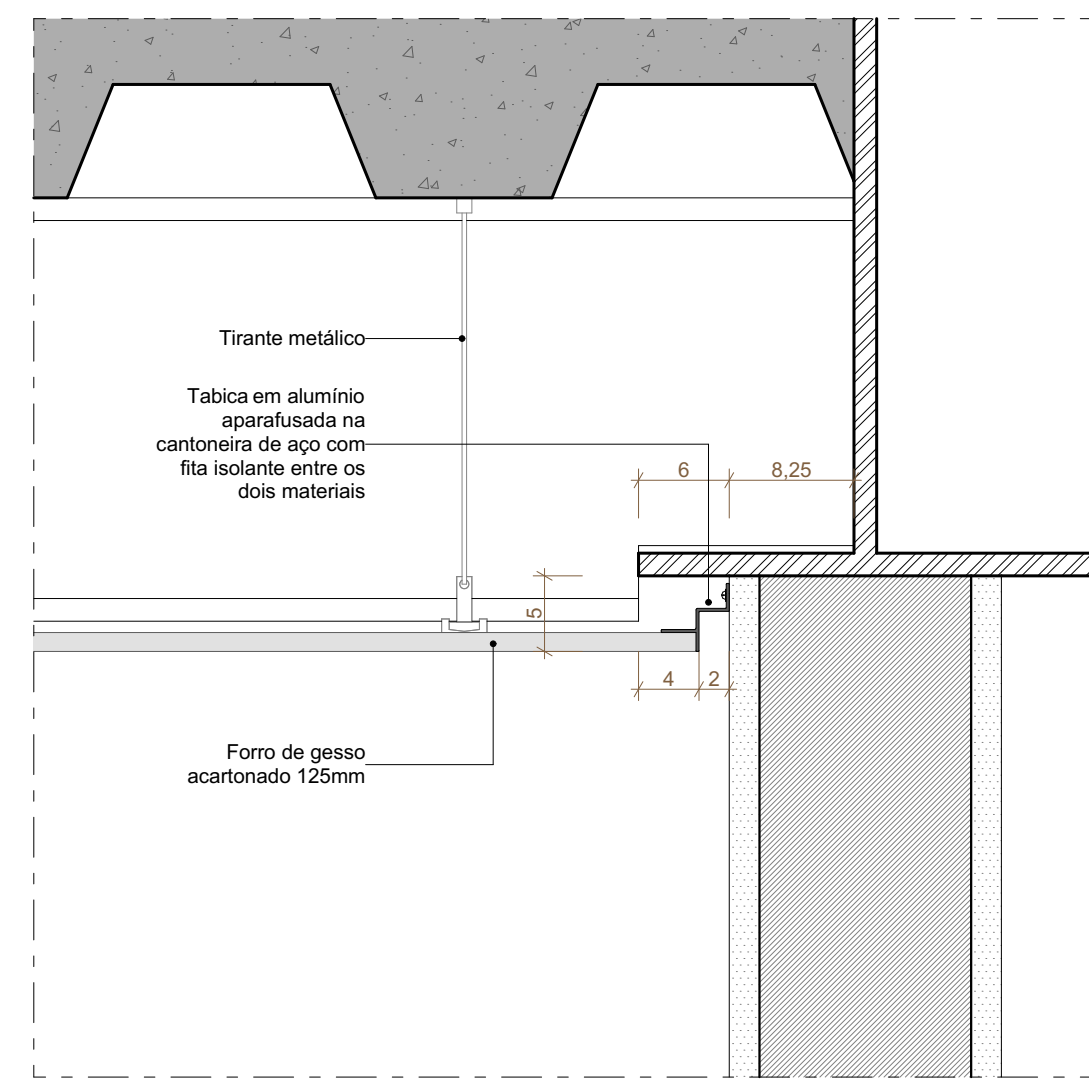 Tirante metálico
Tabica em alumínio
aparafusada na
cantoneira de aço com
fita isolante entre os
dois materiais
6
8,25
5
4
2
Forro de gesso
acartonado 125mm